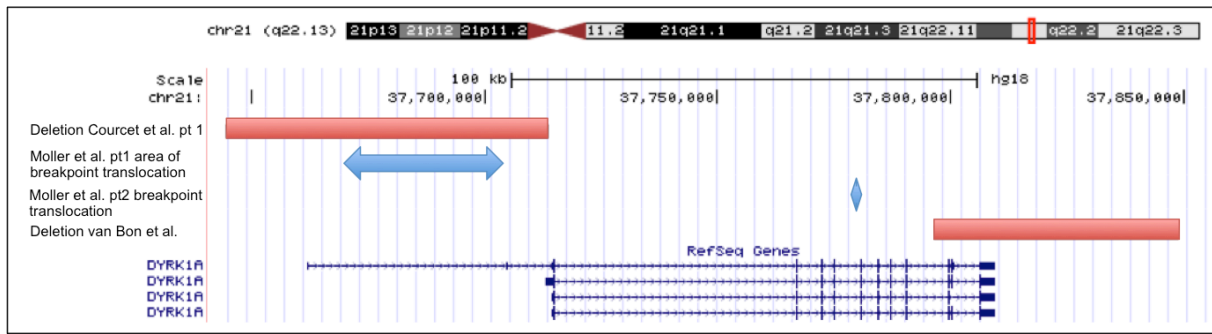 chr21 (q22.13) 21p13 21p12 21p11.2 11.2 21q21.1 q21.2 21q21.3 21q22.11 q22.2 21q22.3
Scale 100 kb hg18
chr21: 37,700,000 37,750,000 37,800,000 37,850,000
Deletion Courcet et al. pt 1
Moller et al. pt1 area of
breakpoint translocation
Moller et al. pt2 breakpoint
translocation
Deletion van Bon et al.
RefSeq Genes
DYRK1A
DYRK1A
DYRK1A
DYRK1A